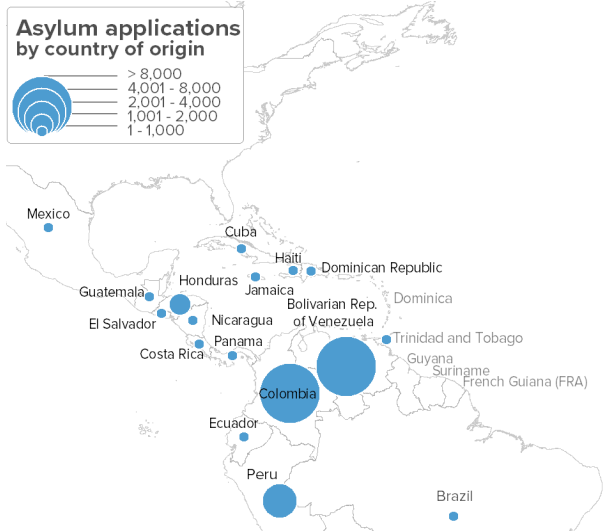 Asylum applications
by country of origin
> 8,000
4,001 - 8,000
2,001 - 4,000
1,001 - 2,000
1 - 1,000
Mexico
Cuba
Haiti
Dominican Republic
Jamaica
Guatemala
Honduras
Bolivarian Rep.
of Venezuela
Dominica
El Salvador
Nicaragua
Costa Rica
Panama
Trinidad and Tobago
Guyana
Suriname
French Guiana (FRA)
Colombia
Ecuador
Peru
Brazil